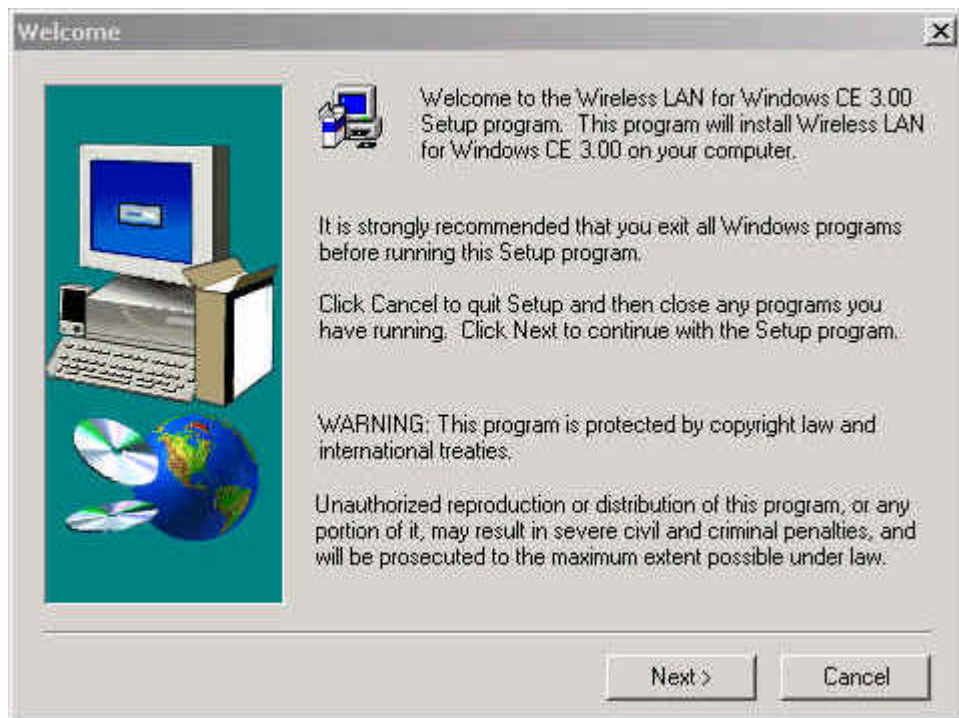 Welcome
Welcome to the Wireless LAN for Windows CE 3.00
Setup program.  This program will install Wireless LAN
for Windows CE 3.00 on your computer.
It is strongly recommended that you exit all Windows programs
before running this Setup program.
Click Cancel to quit Setup and then close any programs you
have running.  Click Next to continue with the Setup program.
WARNING: This program is protected by copyright law and
international treaties.
Unauthorized reproduction or distribution of this program, or any
portion of it, may result in severe civil and criminal penalties, and
will be prosecuted to the maximum extent possible under law.
Next >
Cancel